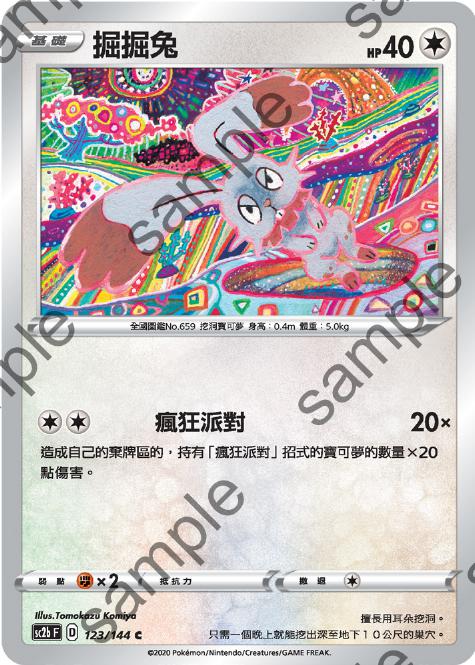 基礎 掘掘兔 HP40
全國圖鑑No.659 挖洞寶可夢 身高：0.4m 體重：5.0kg
瘋狂派對 20×
造成自己的棄牌區的，持有「瘋狂派對」招式的寶可夢的數量×20
點傷害。
弱點 ×2 抵抗力 撤退
Illus.Tomokazu Komiya
sc2b F D 123/144 C
擅長用耳朵挖洞。
只需一個晚上就能挖出深至地下１０公尺的巢穴。
©2020 Pokémon/Nintendo/Creatures/GAME FREAK.
sample
sample
sample
sample
sample
sample
sample